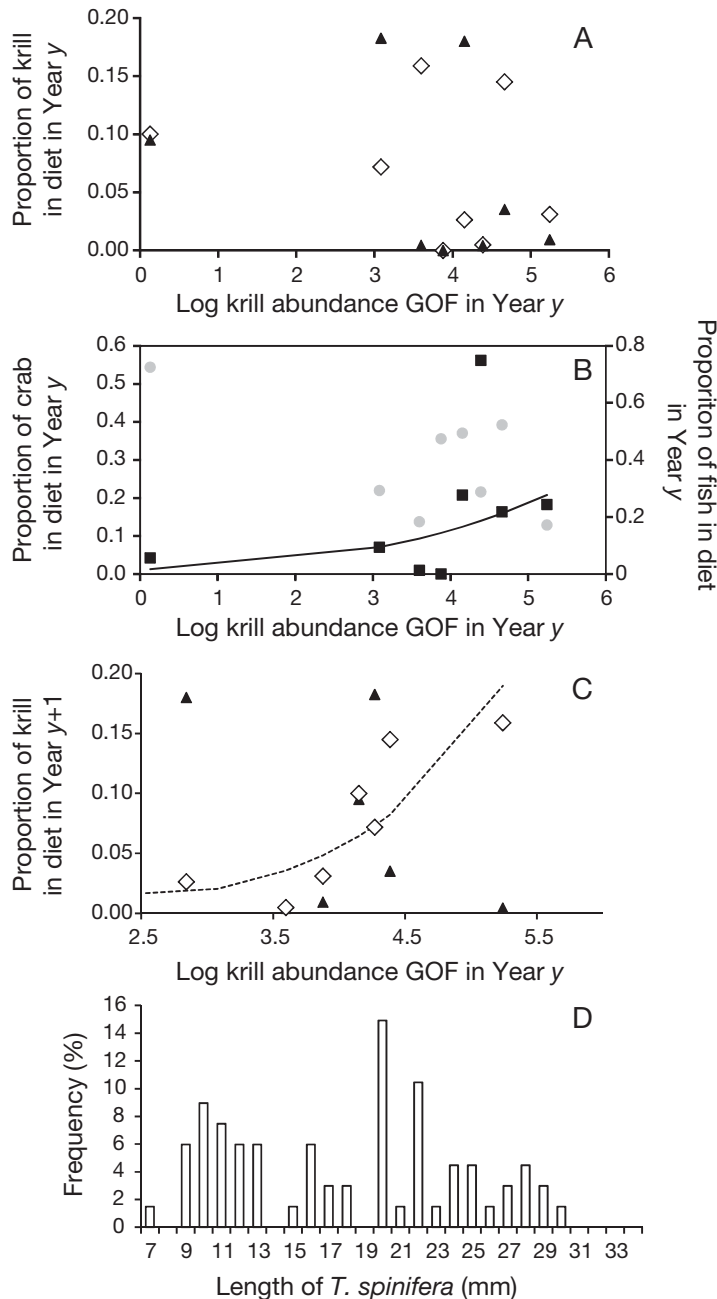 A
Proportion of krill
in diet in Year y
0.20
0.15
0.10
0.05
0.00
0 1 2 3 4 5 6
Log krill abundance GOF in Year y
B
Proportion of crab
in diet in Year y
0.6
0.5
0.4
0.3
0.2
0.1
0.0
0.8
0.6
0.4
0.2
0
Proporiton of fish in diet
in Year y
0 1 2 3 4 5 6
Log krill abundance GOF in Year y
C
Proportion of krill
in diet in Year y+1
0.20
0.15
0.10
0.05
0.00
2.5 3.5 4.5 5.5
Log krill abundance GOF in Year y
D
Frequency (%)
16
14
12
10
8
6
4
2
0
7 9 11 13 15 17 19 21 23 25 27 29 31 33
Length of T. spinifera (mm)